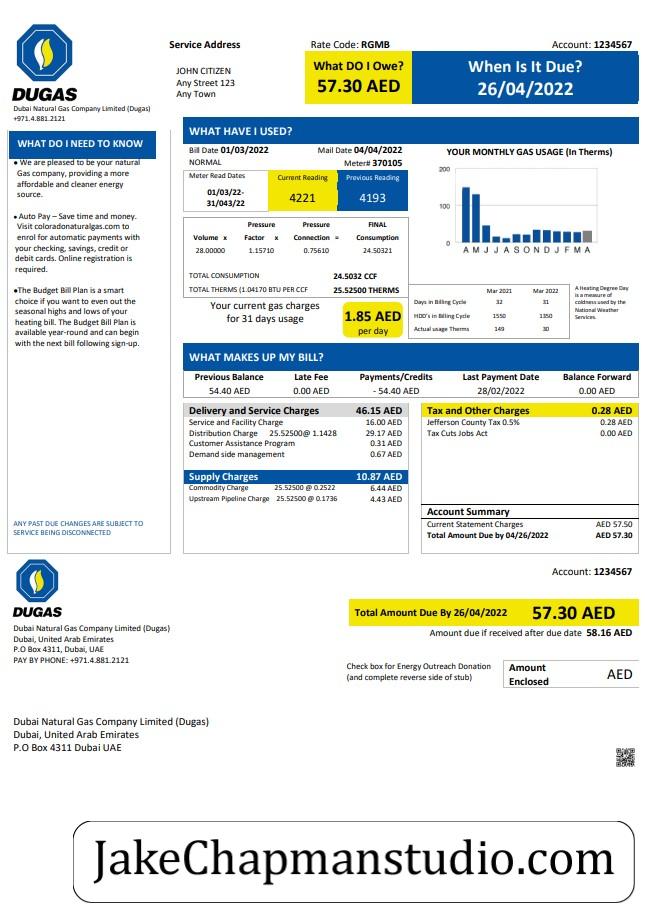 DUGAS
Dubai Natural Gas Company Limited (Dugas)
+971.4.881.2121
Service Address
JOHN CITIZEN
Any Street 123
Any Town
Rate Code: RGMB
Account: 1234567
What DO I Owe?
57.30 AED
When Is It Due?
26/04/2022
WHAT DO I NEED TO KNOW
• We are pleased to be your natural
Gas company, providing a more
affordable and cleaner energy
source.
• Auto Pay – Save time and money.
Visit coloradonaturalgas.com to
enrol for automatic payments with
your checking, savings, credit or
debit cards. Online registration is
required.
•The Budget Bill Plan is a smart
choice if you want to even out the
seasonal highs and lows of your
heating bill. The Budget Bill Plan is
available year-round and can begin
with the next bill following sign-up.
ANY PAST DUE CHANGES ARE SUBJECT TO
SERVICE BEING DISCONNECTED
WHAT HAVE I USED?
Bill Date 01/03/2022 Mail Date 04/04/2022
NORMAL Meter# 370105
Meter Read Dates Current Reading Previous Reading
01/03/22-
31/043/22
4221 4193
Pressure Pressure FINAL
Volume x Factor x Connection = Consumption
28.00000 1.15710 0.75610 24.50321
TOTAL CONSUMPTION 24.5032 CCF
TOTAL THERMS (1.04170 BTU PER CCF 25.52500 THERMS
Your current gas charges
for 31 days usage
1.85 AED
per day
YOUR MONTHLY GAS USAGE (In Therms)
200
100
0
A M J J A S O N D J F M A
Mar 2021 Mar 2022
Days in Billing Cycle 32 31
HDD's in Billing Cycle 1550 1350
Actual usage Therms 149 30
A Heating Degree Day
is a measure of
coldness used by the
National Weather
Services.
WHAT MAKES UP MY BILL?
Previous Balance Late Fee Payments/Credits Last Payment Date Balance Forward
54.40 AED 0.00 AED - 54.40 AED 28/02/2022 0.00 AED
Delivery and Service Charges 46.15 AED
Service and Facility Charge 16.00 AED
Distribution Charge 25.52500@ 1.1428 29.17 AED
Customer Assistance Program 0.31 AED
Demand side management 0.67 AED
Supply Charges 10.87 AED
Commodity Charge 25.52500 @ 0.2522 6.44 AED
Upstream Pipeline Charge 25.52500 @ 0.1736 4.43 AED
Tax and Other Charges 0.28 AED
Jefferson County Tax 0.5% 0.28 AED
Tax Cuts Jobs Act 0.00 AED
Account Summary
Current Statement Charges AED 57.50
Total Amount Due by 04/26/2022 AED 57.30
DUGAS
Dubai Natural Gas Company Limited (Dugas)
Dubai, United Arab Emirates
P.O Box 4311, Dubai, UAE
PAY BY PHONE: +971.4.881.2121
Account: 1234567
Total Amount Due By 26/04/2022 57.30 AED
Amount due if received after due date 58.16 AED
Check box for Energy Outreach Donation
(and complete reverse side of stub)
Amount
Enclosed
AED
Dubai Natural Gas Company Limited (Dugas)
Dubai, United Arab Emirates
P.O Box 4311 Dubai UAE
JakeChapmanstudio.com